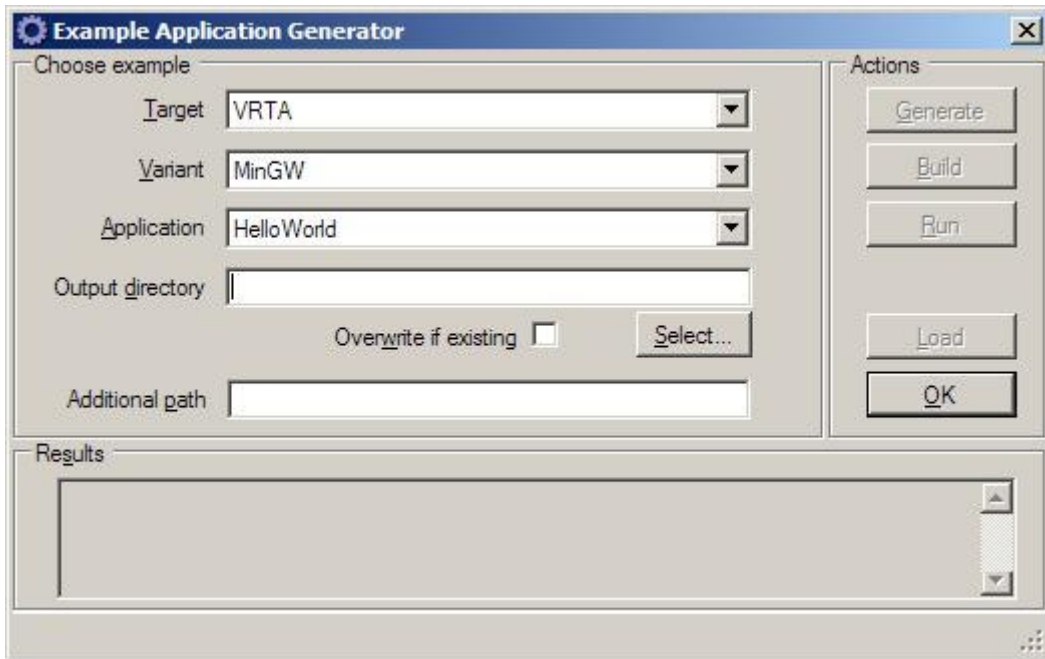 Example Application Generator
Choose example
Target VRTA
Variant MinGW
Application HelloWorld
Output directory
Overwrite if existing Select...
Additional path
Actions
Generate
Build
Run
Load
OK
Results